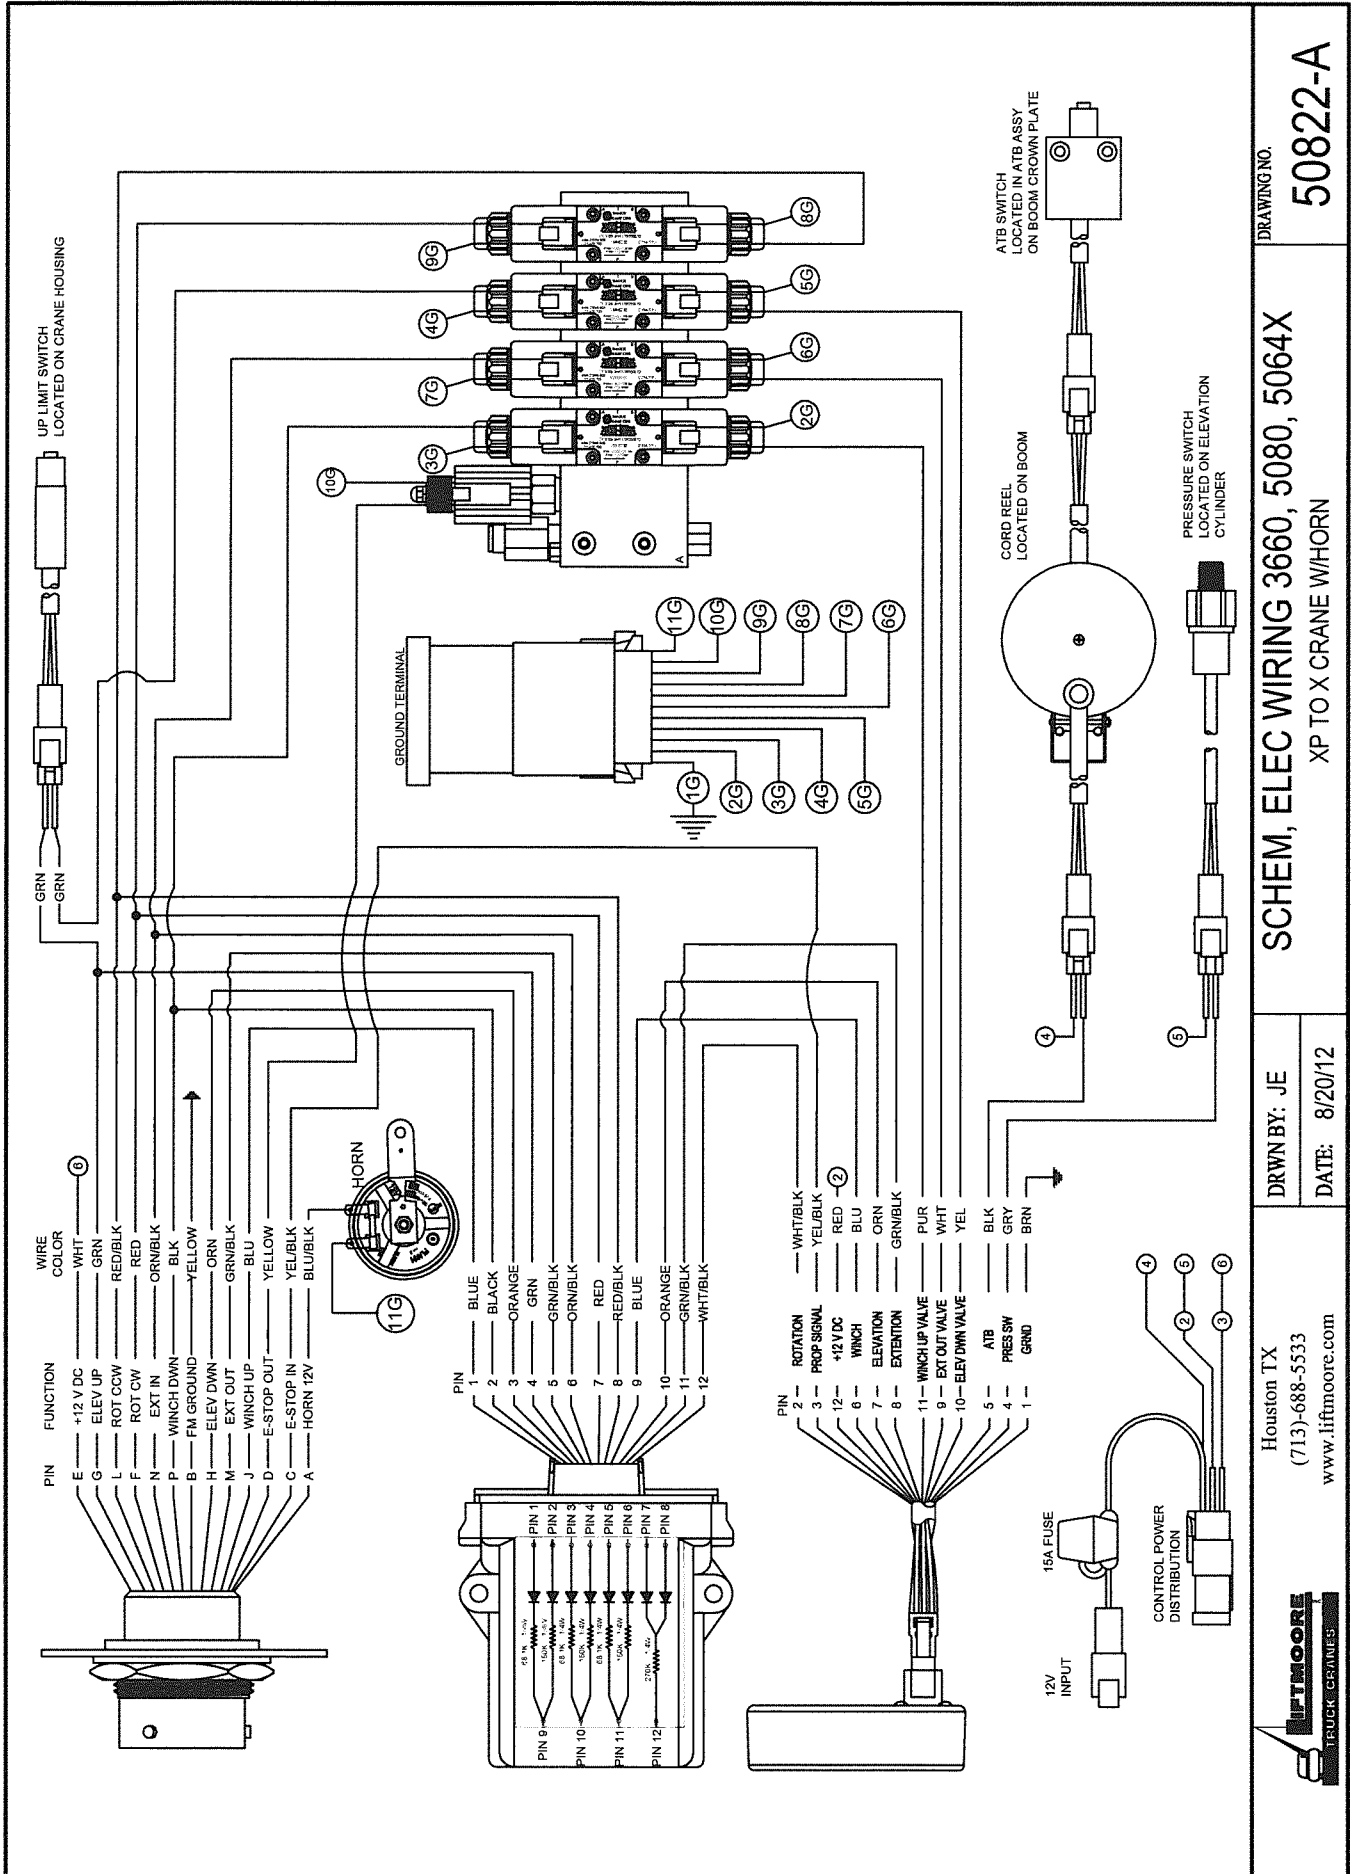 UP LIMIT SWITCH
LOCATED ON CRANE HOUSING
GRN
GRN
PIN
FUNCTION
WIRE
COLOR
E
+12 V DC
WHT
6
G
ELEV UP
GRN
L
ROT CCW
RED/BLK
F
ROT CW
RED
N
EXT IN
ORN/BLK
P
WINCH DWN
BLK
B
FM GROUND
YELLOW
H
ELEV DWN
ORN
M
EXT OUT
GRN/BLK
J
WINCH UP
BLU
D
E-STOP OUT
YELLOW
C
E-STOP IN
YEL/BLK
A
HORN 12V
BLU/BLK
HORN
11G
10G
3G
7G
4G
9G
2G
6G
5G
8G
A
GROUND TERMINAL
1G
2G
3G
4G
5G
6G
7G
8G
9G
10G
11G
PIN
1
BLUE
2
BLACK
3
ORANGE
4
GRN
5
GRN/BLK
6
ORN/BLK
7
RED
8
RED/BLK
9
BLUE
10
ORANGE
11
GRN/BLK
12
WHT/BLK
PIN 1
PIN 2
PIN 3
PIN 4
PIN 5
PIN 6
PIN 7
PIN 8
PIN 9
PIN 10
PIN 11
PIN 12
PIN
2
ROTATION
WHT/BLK
3
PROP SIGNAL
YEL/BLK
12
+12 V DC
RED
2
6
WINCH
BLU
7
ELEVATION
ORN
8
EXTENTION
GRN/BLK
11
WINCH UP VALVE
PUR
9
EXT OUT VALVE
WHT
10
ELEV DWN VALVE
YEL
5
ATB
BLK
4
PRES SW
GRY
1
GRND
BRN
ATB SWITCH
LOCATED IN ATB ASSY
ON BOOM CROWN PLATE
CORD REEL
LOCATED ON BOOM
PRESSURE SWITCH
LOCATED ON ELEVATION
CYLINDER
4
5
12V
INPUT
15A FUSE
CONTROL POWER
DISTRIBUTION
4
2
5
3
6
LIFTMOORE
TRUCK CRANES
Houston TX
(713)-688-5533
www.liftmoore.com
DRWN BY: JE
DATE: 8/20/12
SCHEM, ELEC WIRING 3660, 5080, 5064X
XP TO X CRANE W/HORN
DRAWING NO.
50822-A